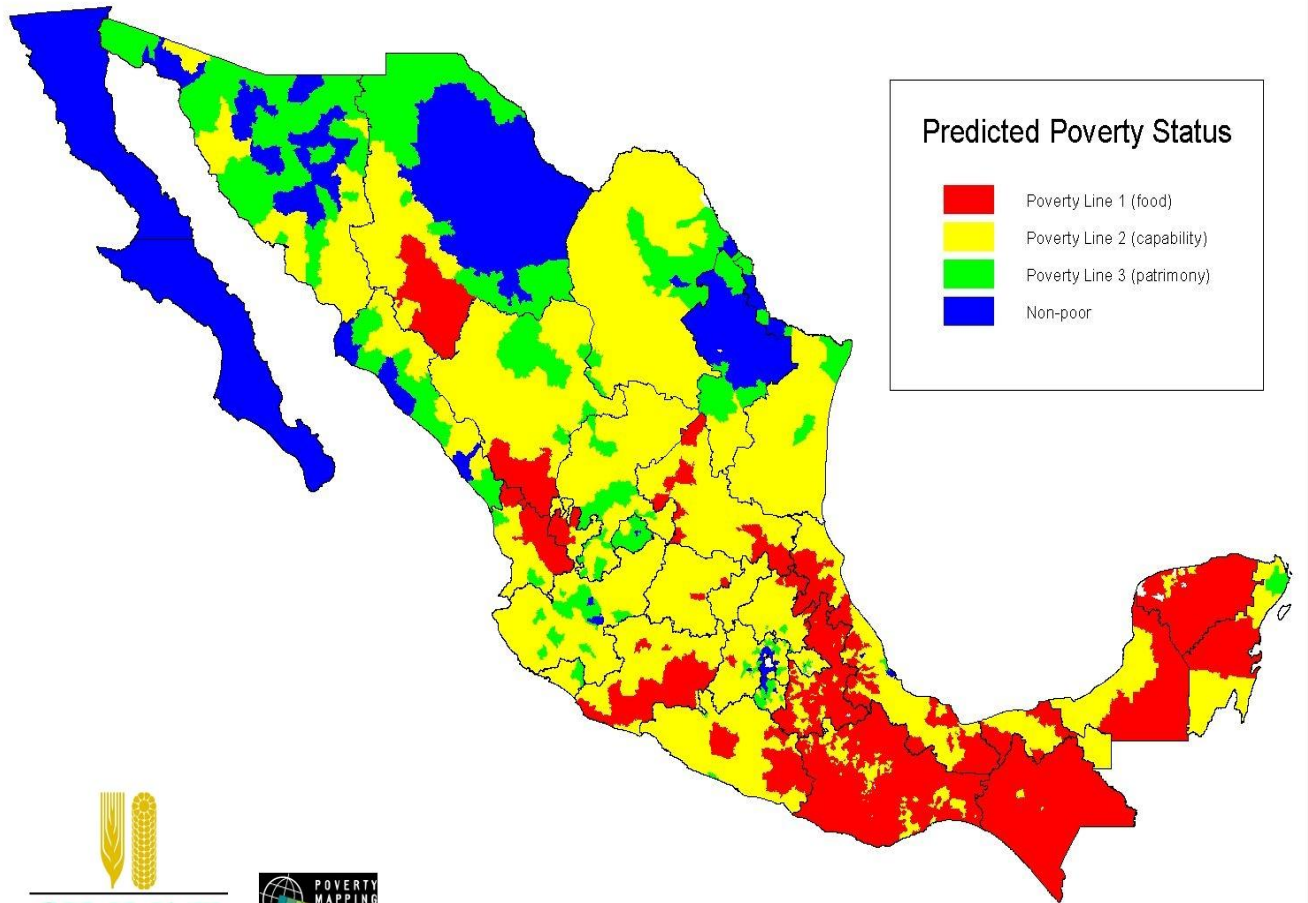 Predicted Poverty Status
Poverty Line 1 (food)
Poverty Line 2 (capability)
Poverty Line 3 (patrimony)
Non-poor
POVERTY
MAPPING